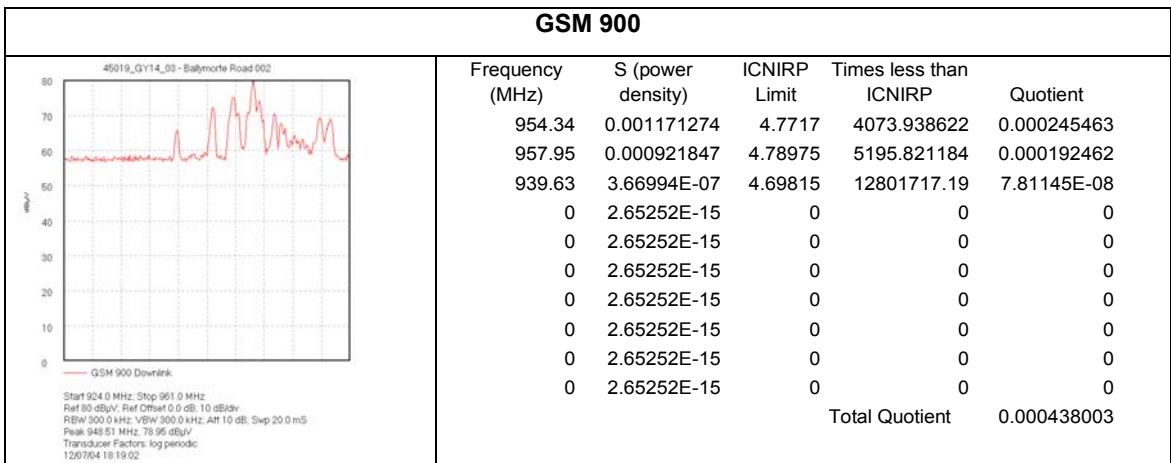 GSM 900
45019_GY14_03 - Ballymorte Road 002
80
70
60
50
40
30
20
10
0
dBµV
GSM 900 Downlink
Start 924.0 MHz; Stop 961.0 MHz
Ref 80 dBµV; Ref Offset 0.0 dB; 10 dB/div
RBW 300.0 kHz; VBW 300.0 kHz; Att 10 dB; Swp 20.0 mS
Peak 948.51 MHz, 78.95 dBµV
Transducer Factors: log periodic
12/07/04 18:19:02
Frequency (MHz) S (power density) ICNIRP Limit Times less than ICNIRP Quotient
954.34 0.001171274 4.7717 4073.938622 0.000245463
957.95 0.000921847 4.78975 5195.821184 0.000192462
939.63 3.66994E-07 4.69815 12801717.19 7.81145E-08
0 2.65252E-15 0 0 0
0 2.65252E-15 0 0 0
0 2.65252E-15 0 0 0
0 2.65252E-15 0 0 0
0 2.65252E-15 0 0 0
0 2.65252E-15 0 0 0
0 2.65252E-15 0 0 0
Total Quotient 0.000438003